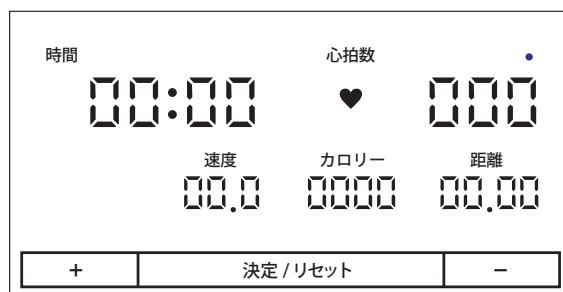 時間 心拍数
00:00 000
速度 カロリー 距離
00.0 0000 00.00
+ 決定 / リセット −